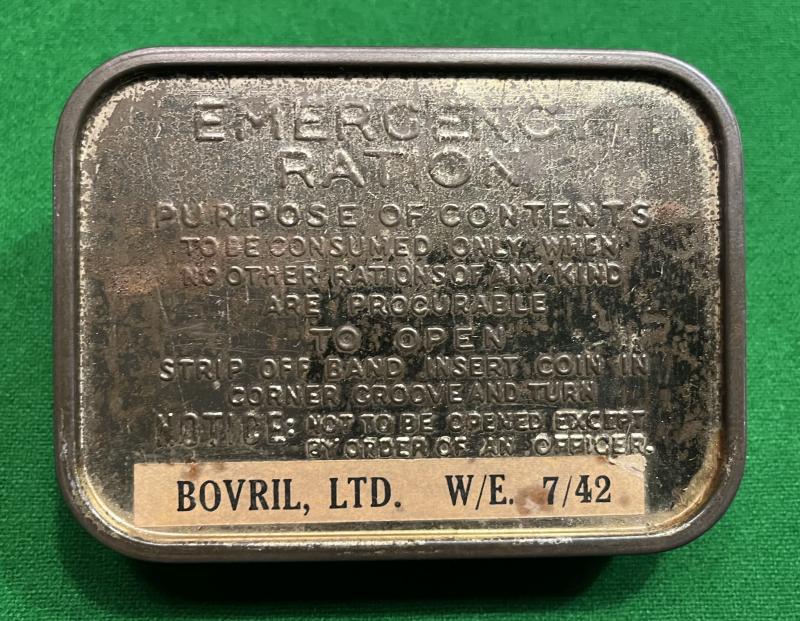 EMERGENCY
RATION
PURPOSE OF CONTENTS
TO BE CONSUMED ONLY WHEN
NO OTHER RATIONS OF ANY KIND
ARE PROCURABLE
TO OPEN
STRIP OFF BAND INSERT COIN IN
CORNER GROOVE AND TURN
NOTICE: NOT TO BE OPENED EXCEPT
BY ORDER OF AN OFFICER.
BOVRIL, LTD. W/E. 7/42